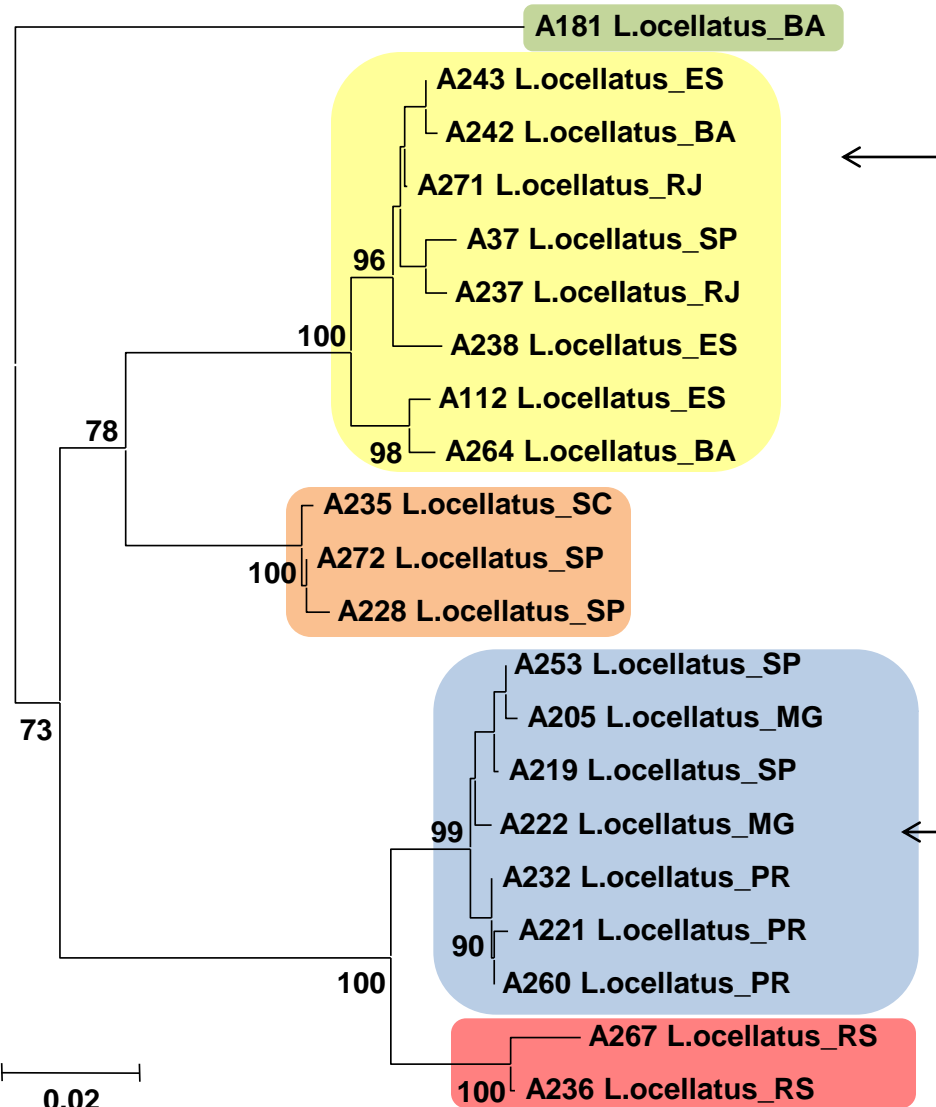 A181 L.ocellatus_BA
A243 L.ocellatus_ES
A242 L.ocellatus_BA
A271 L.ocellatus_RJ
A37 L.ocellatus_SP
96
A237 L.ocellatus_RJ
100
A238 L.ocellatus_ES
A112 L.ocellatus_ES
78
98
A264 L.ocellatus_BA
A235 L.ocellatus_SC
A272 L.ocellatus_SP
100
A228 L.ocellatus_SP
A253 L.ocellatus_SP
A205 L.ocellatus_MG
73
A219 L.ocellatus_SP
A222 L.ocellatus_MG
99
A232 L.ocellatus_PR
A221 L.ocellatus_PR
90
A260 L.ocellatus_PR
100
A267 L.ocellatus_RS
100
A236 L.ocellatus_RS
0.02